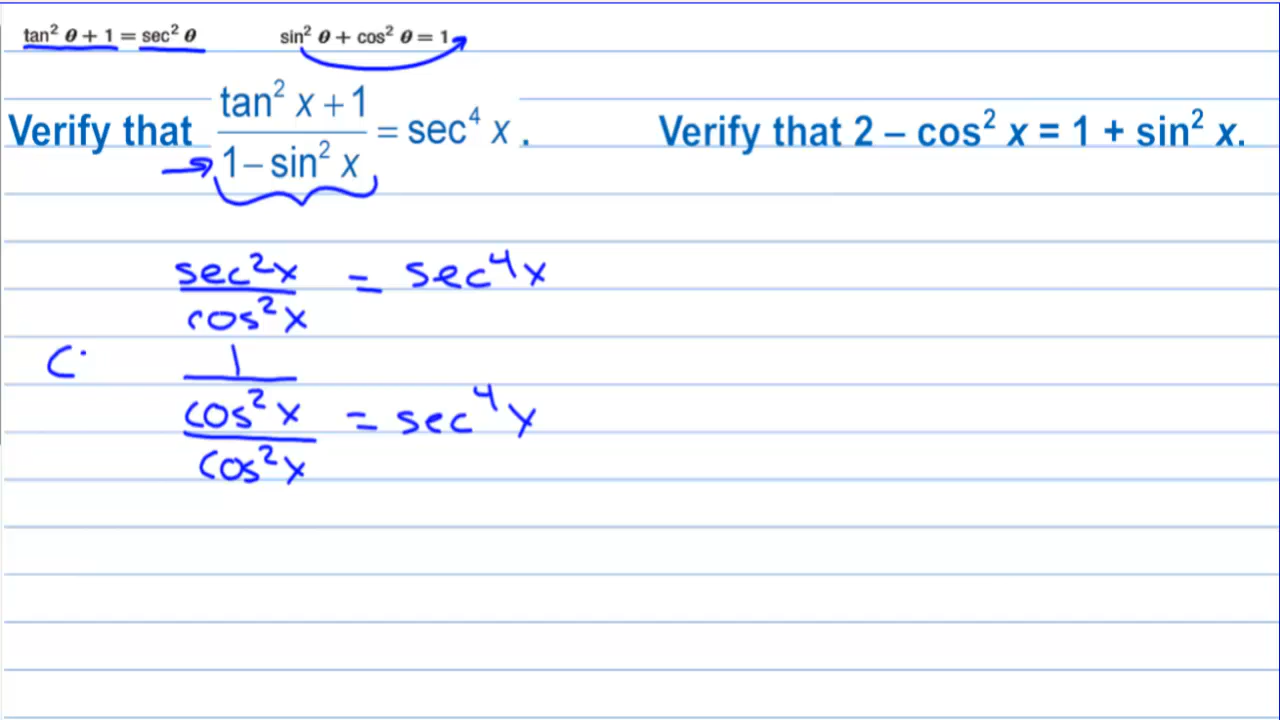 tan² θ + 1 = sec² θ     sin² θ + cos² θ = 1
Verify that (tan² x + 1)/(1 – sin² x) = sec⁴ x .     Verify that 2 – cos² x = 1 + sin² x.
sec²x
―――― = sec⁴x
cos²x
C     1
――――
cos²x = sec⁴x
――――
cos²x